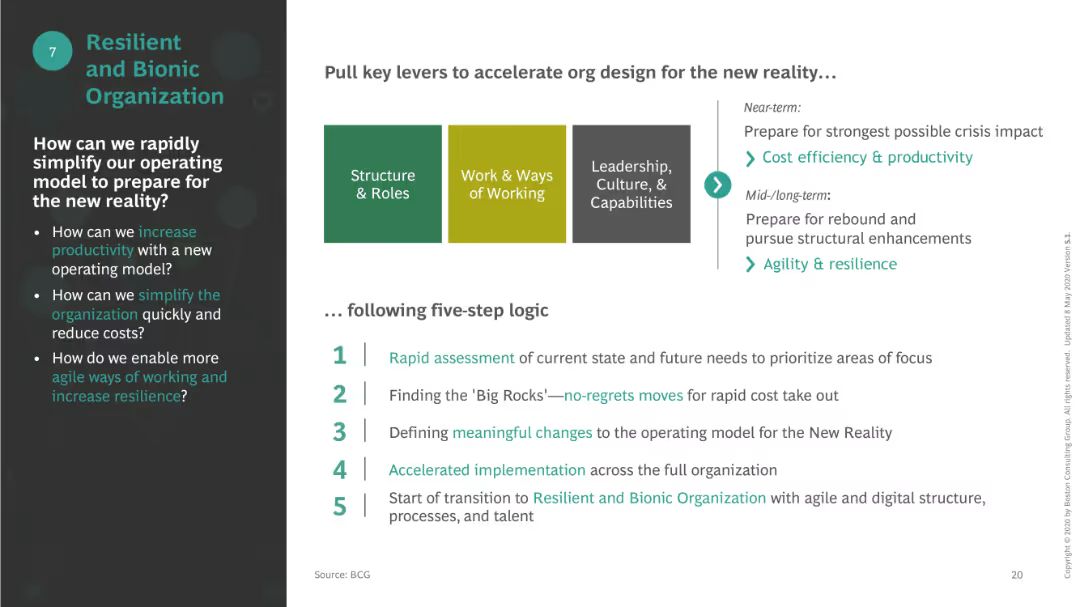 7
Resilient
and Bionic
Organization
How can we rapidly
simplify our operating
model to prepare for
the new reality?
• How can we increase
productivity with a new
operating model?
• How can we simplify the
organization quickly and
reduce costs?
• How do we enable more
agile ways of working and
increase resilience?
Pull key levers to accelerate org design for the new reality...
Structure
& Roles
Work & Ways
of Working
Leadership,
Culture, &
Capabilities
Near-term:
Prepare for strongest possible crisis impact
Cost efficiency & productivity
Mid-/long-term:
Prepare for rebound and
pursue structural enhancements
Agility & resilience
... following five-step logic
1 Rapid assessment of current state and future needs to prioritize areas of focus
2 Finding the 'Big Rocks'—no-regrets moves for rapid cost take out
3 Defining meaningful changes to the operating model for the New Reality
4 Accelerated implementation across the full organization
5 Start of transition to Resilient and Bionic Organization with agile and digital structure,
processes, and talent
Source: BCG
20
Copyright © 2020 by Boston Consulting Group. All rights reserved. Updated 8 May 2020 Version 5.1.